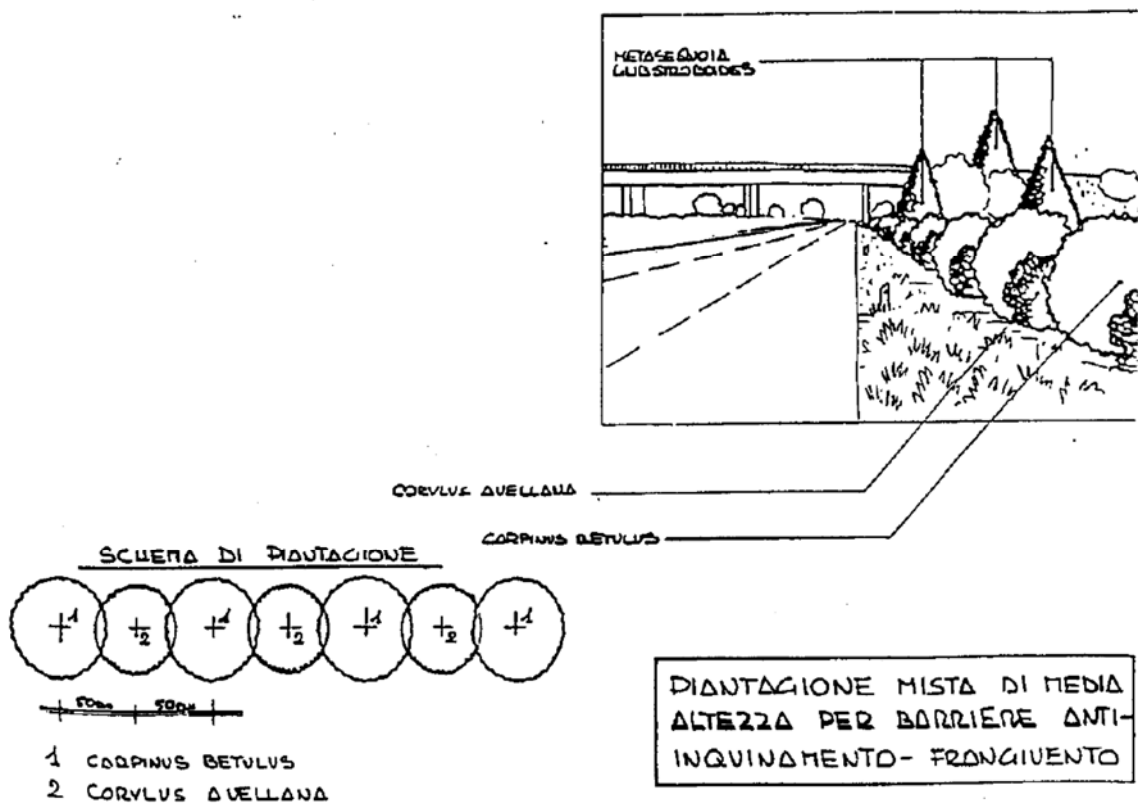 METASEQUOIA
GLIPSTROBOIDES
CORYLUS AVELLANA
CARPINUS BETULUS
SCHEMA DI PIANTAGIONE
1 2 1 2 1 2 1
50cm 50cm
1 CARPINUS BETULUS
2 CORYLUS AVELLANA
PIANTAGIONE MISTA DI MEDIA
ALTEZZA PER BARRIERE ANTI-
INQUINAMENTO - FRANGIVENTO